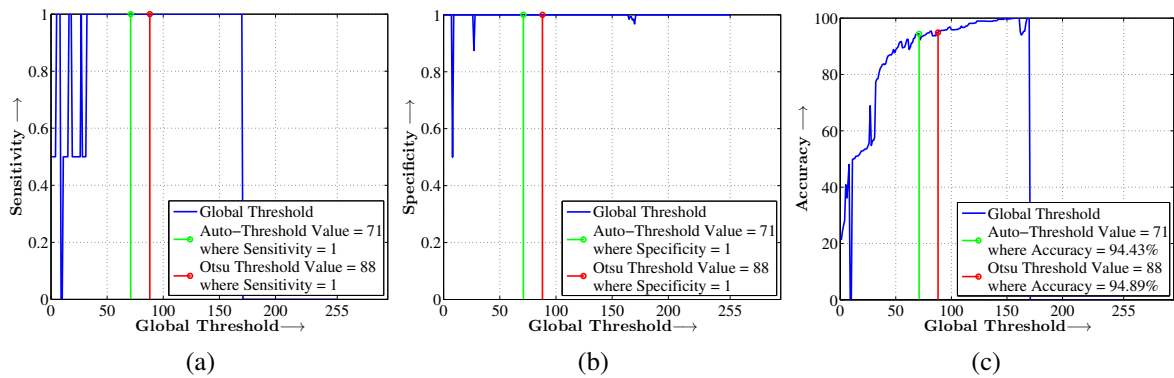 1
0.8
0.6
0.4
0.2
0
Sensitivity →
0 50 100 150 200 255
Global Threshold→
Global Threshold
Auto−Threshold Value = 71
where Sensitivity = 1
Otsu Threshold Value = 88
where Sensitivity = 1
(a)
1
0.8
0.6
0.4
0.2
0
Specificity →
0 50 100 150 200 255
Global Threshold→
Global Threshold
Auto−Threshold Value = 71
where Specificity = 1
Otsu Threshold Value = 88
where Specificity = 1
(b)
100
80
60
40
20
0
Accuracy →
0 50 100 150 200 255
Global Threshold→
Global Threshold
Auto−Threshold Value = 71
where Accuracy = 94.43%
Otsu Threshold Value = 88
where Accuracy = 94.89%
(c)